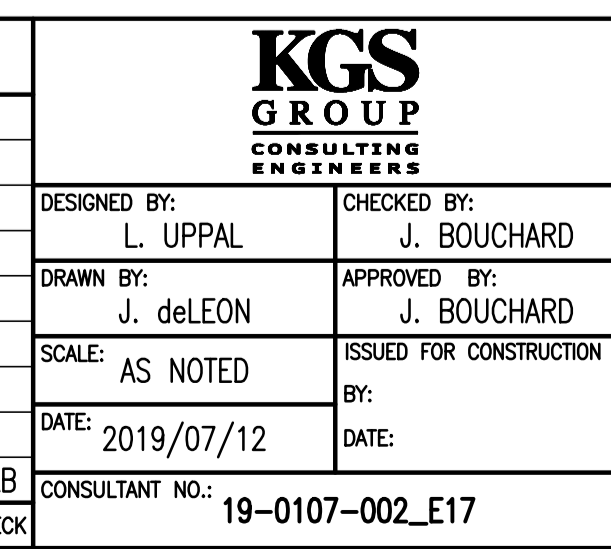 KGS
GROUP
CONSULTING
ENGINEERS
DESIGNED BY:
L. UPPAL
CHECKED BY:
J. BOUCHARD
DRAWN BY:
J. deLEON
APPROVED BY:
J. BOUCHARD
SCALE:
AS NOTED
ISSUED FOR CONSTRUCTION
BY:
DATE:
DATE:
2019/07/12
CONSULTANT NO.:
19-0107-002_E17